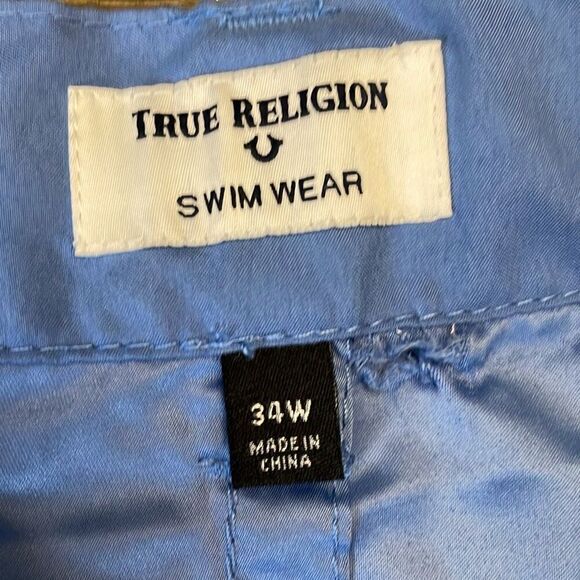 TRUE RELIGION
SWIM WEAR
34W
MADE IN
CHINA